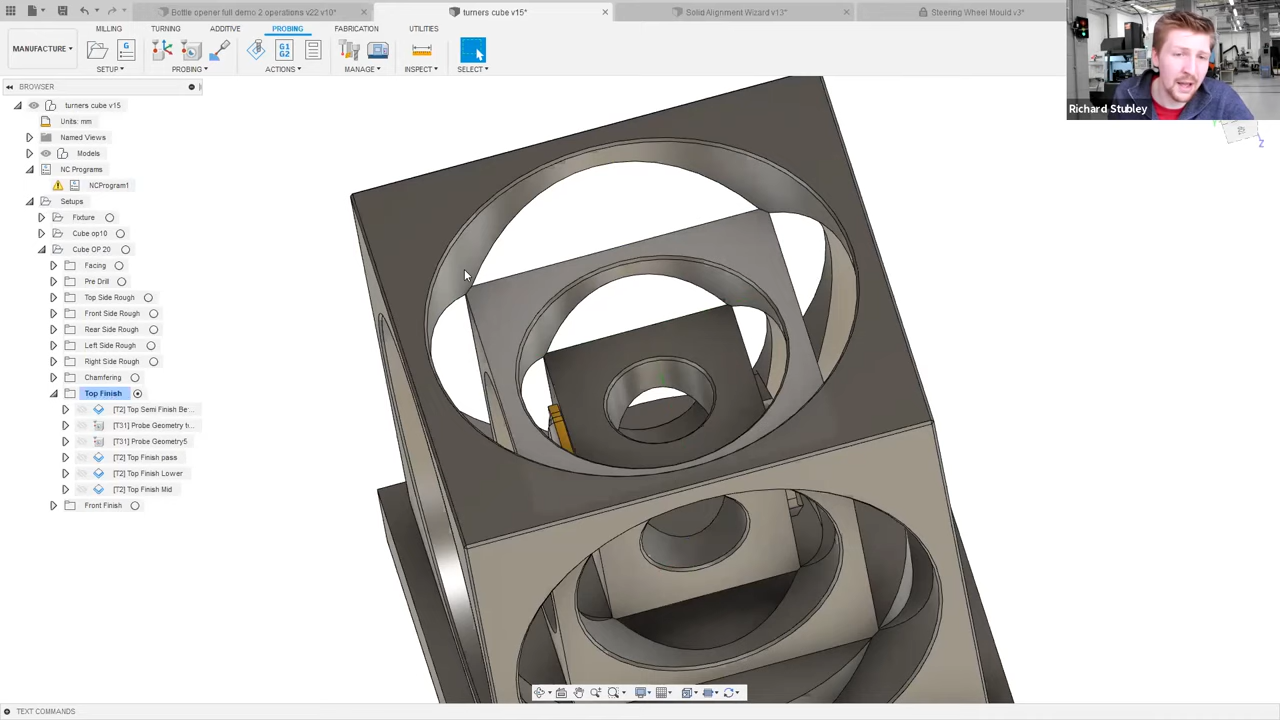 Bottle opener full demo 2 operations v22 v10*
turners cube v15*
Solid Alignment Wizard v13*
Steering Wheel Mould v3*
MILLING
TURNING
ADDITIVE
PROBING
FABRICATION
UTILITIES
MANUFACTURE
G1
G2
SETUP
PROBING
ACTIONS
MANAGE
INSPECT
SELECT
Richard Stubley
BROWSER
turners cube v15
Units: mm
Named Views
Models
NC Programs
NCProgram1
Setups
Fixture
Cube op10
Cube OP 20
Facing
Pre Drill
Top Side Rough
Front Side Rough
Rear Side Rough
Left Side Rough
Right Side Rough
Chamfering
Top Finish
[T2] Top Semi Finish Be...
[T31] Probe Geometry t...
[T31] Probe Geometry5
[T2] Top Finish pass
[T2] Top Finish Lower
[T2] Top Finish Mid
Front Finish
Z
TEXT COMMANDS